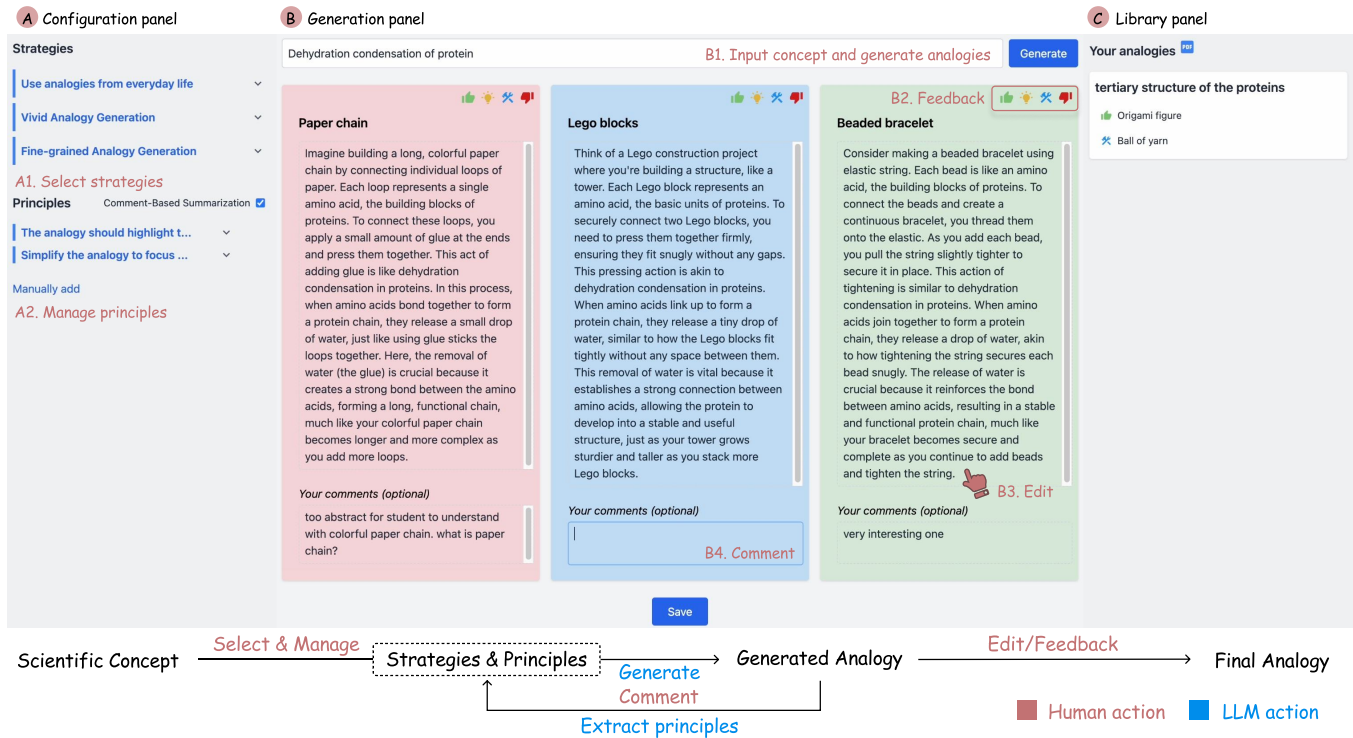 A Configuration panel
Strategies
Use analogies from everyday life
Vivid Analogy Generation
Fine-grained Analogy Generation
A1. Select strategies
Principles Comment-Based Summarization
The analogy should highlight t...
Simplify the analogy to focus ...
Manually add
A2. Manage principles
B Generation panel
Dehydration condensation of protein
B1. Input concept and generate analogies
Generate
Paper chain
Imagine building a long, colorful paper
chain by connecting individual loops of
paper. Each loop represents a single
amino acid, the building blocks of
proteins. To connect these loops, you
apply a small amount of glue at the ends
and press them together. This act of
adding glue is like dehydration
condensation in proteins. In this process,
when amino acids bond together to form
a protein chain, they release a small drop
of water, just like using glue sticks the
loops together. Here, the removal of
water (the glue) is crucial because it
creates a strong bond between the amino
acids, forming a long, functional chain,
much like your colorful paper chain
becomes longer and more complex as
you add more loops.
Your comments (optional)
too abstract for student to understand
with colorful paper chain. what is paper
chain?
Lego blocks
Think of a Lego construction project
where you're building a structure, like a
tower. Each Lego block represents an
amino acid, the basic units of proteins. To
securely connect two Lego blocks, you
need to press them together firmly,
ensuring they fit snugly without any gaps.
This pressing action is akin to
dehydration condensation in proteins.
When amino acids link up to form a
protein chain, they release a tiny drop of
water, similar to how the Lego blocks fit
tightly without any space between them.
This removal of water is vital because it
establishes a strong connection between
amino acids, allowing the protein to
develop into a stable and useful
structure, just as your tower grows
sturdier and taller as you stack more
Lego blocks.
Your comments (optional)
B4. Comment
B2. Feedback
Beaded bracelet
Consider making a beaded bracelet using
elastic string. Each bead is like an amino
acid, the building blocks of proteins. To
connect the beads and create a
continuous bracelet, you thread them
onto the elastic. As you add each bead,
you pull the string slightly tighter to
secure it in place. This action of
tightening is similar to dehydration
condensation in proteins. When amino
acids join together to form a protein
chain, they release a drop of water, akin
to how tightening the string secures each
bead snugly. The release of water is
crucial because it reinforces the bond
between amino acids, resulting in a stable
and functional protein chain, much like
your bracelet becomes secure and
complete as you continue to add beads
and tighten the string.
B3. Edit
Your comments (optional)
very interesting one
Save
C Library panel
Your analogies PDF
tertiary structure of the proteins
Origami figure
Ball of yarn
Scientific Concept
Select & Manage
Strategies & Principles
Generate
Comment
Extract principles
Generated Analogy
Edit/Feedback
Final Analogy
Human action
LLM action